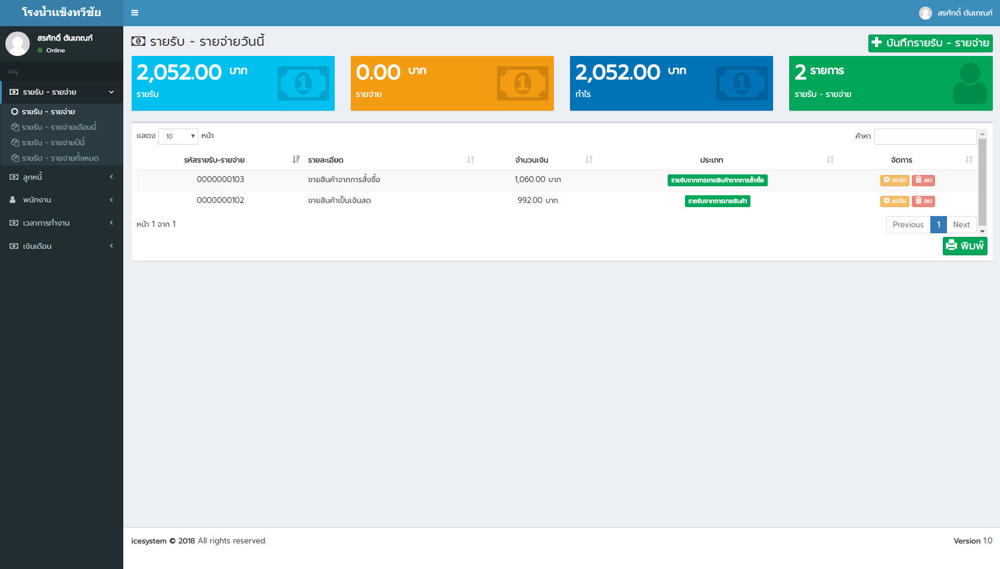 โรงน้ำแข็งทวีชัย
สรศักดิ์ ตันเกณฑ์
สรศักดิ์ ตันเกณฑ์
Online
เมนู
รายรับ - รายจ่าย
รายรับ - รายจ่าย
รายรับ - รายจ่ายเดือนนี้
รายรับ - รายจ่ายปีนี้
รายรับ - รายจ่ายทั้งหมด
ลูกหนี้
พนักงาน
เวลาการทำงาน
เงินเดือน
รายรับ - รายจ่ายวันนี้
บันทึกรายรับ - รายจ่าย
2,052.00 บาท
รายรับ
0.00 บาท
รายจ่าย
2,052.00 บาท
กำไร
2 รายการ
รายรับ - รายจ่าย
แสดง 10 หน้า
ค้าหา
รหัสรายรับ-รายจ่าย รายละเอียด จำนวนเงิน ประเภท จัดการ
0000000103 ขายสินค้าจากการสั่งซื้อ 1,060.00 บาท รายรับจากการขายสินค้าจากการสั่งซื้อ แก้ไข ลบ
0000000102 ขายสินค้าเป็นเงินสด 992.00 บาท รายรับจากการขายสินค้า แก้ไข ลบ
หน้า 1 จาก 1
Previous 1 Next
พิมพ์
icesystem © 2018 All rights reserved.
Version 1.0